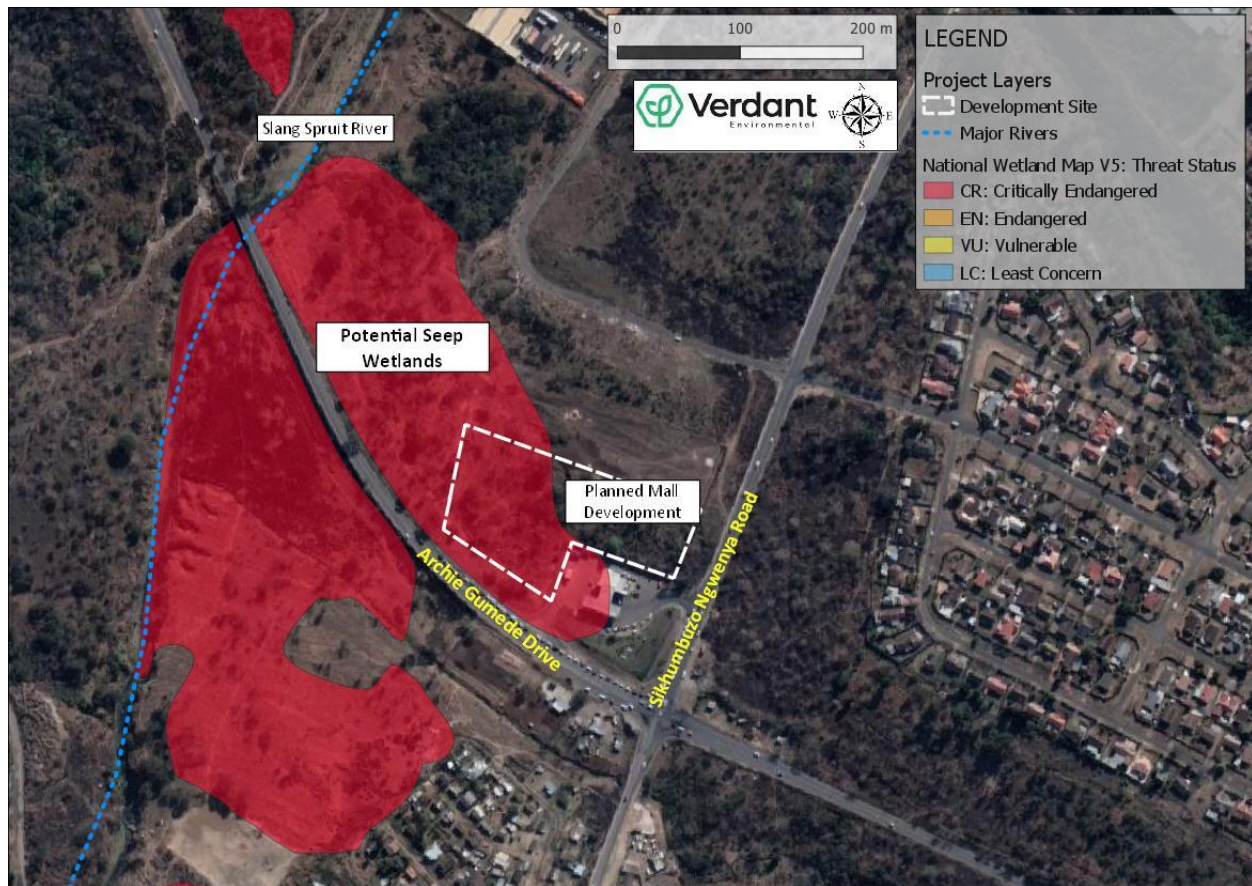 0 100 200 m
Verdant
Environmental
N
W E
S
LEGEND
Project Layers
Development Site
Major Rivers
National Wetland Map V5: Threat Status
CR: Critically Endangered
EN: Endangered
VU: Vulnerable
LC: Least Concern
Slang Spruit River
Potential Seep
Wetlands
Planned Mall
Development
Archie Gumede Drive
Sikhumbuzo Ngwenya Road